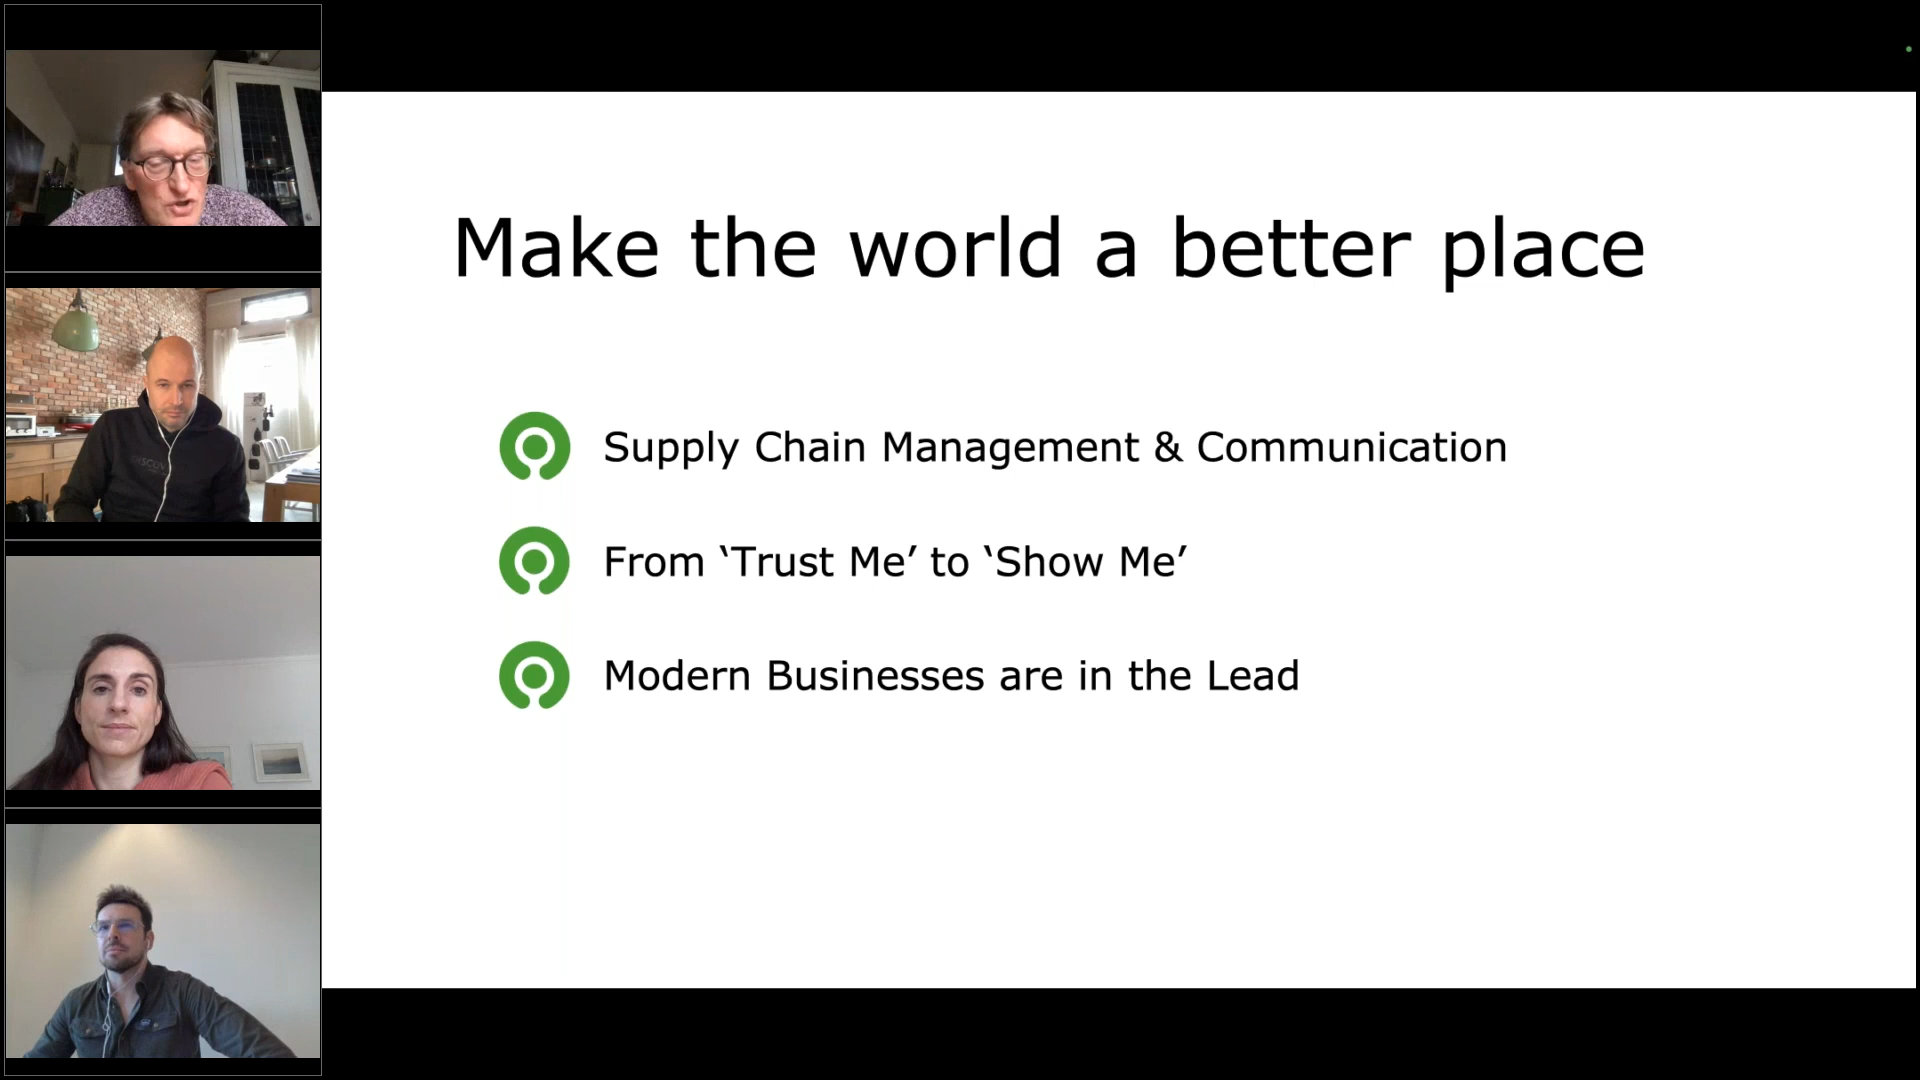 Make the world a better place
Supply Chain Management & Communication
From ‘Trust Me’ to ‘Show Me’
Modern Businesses are in the Lead